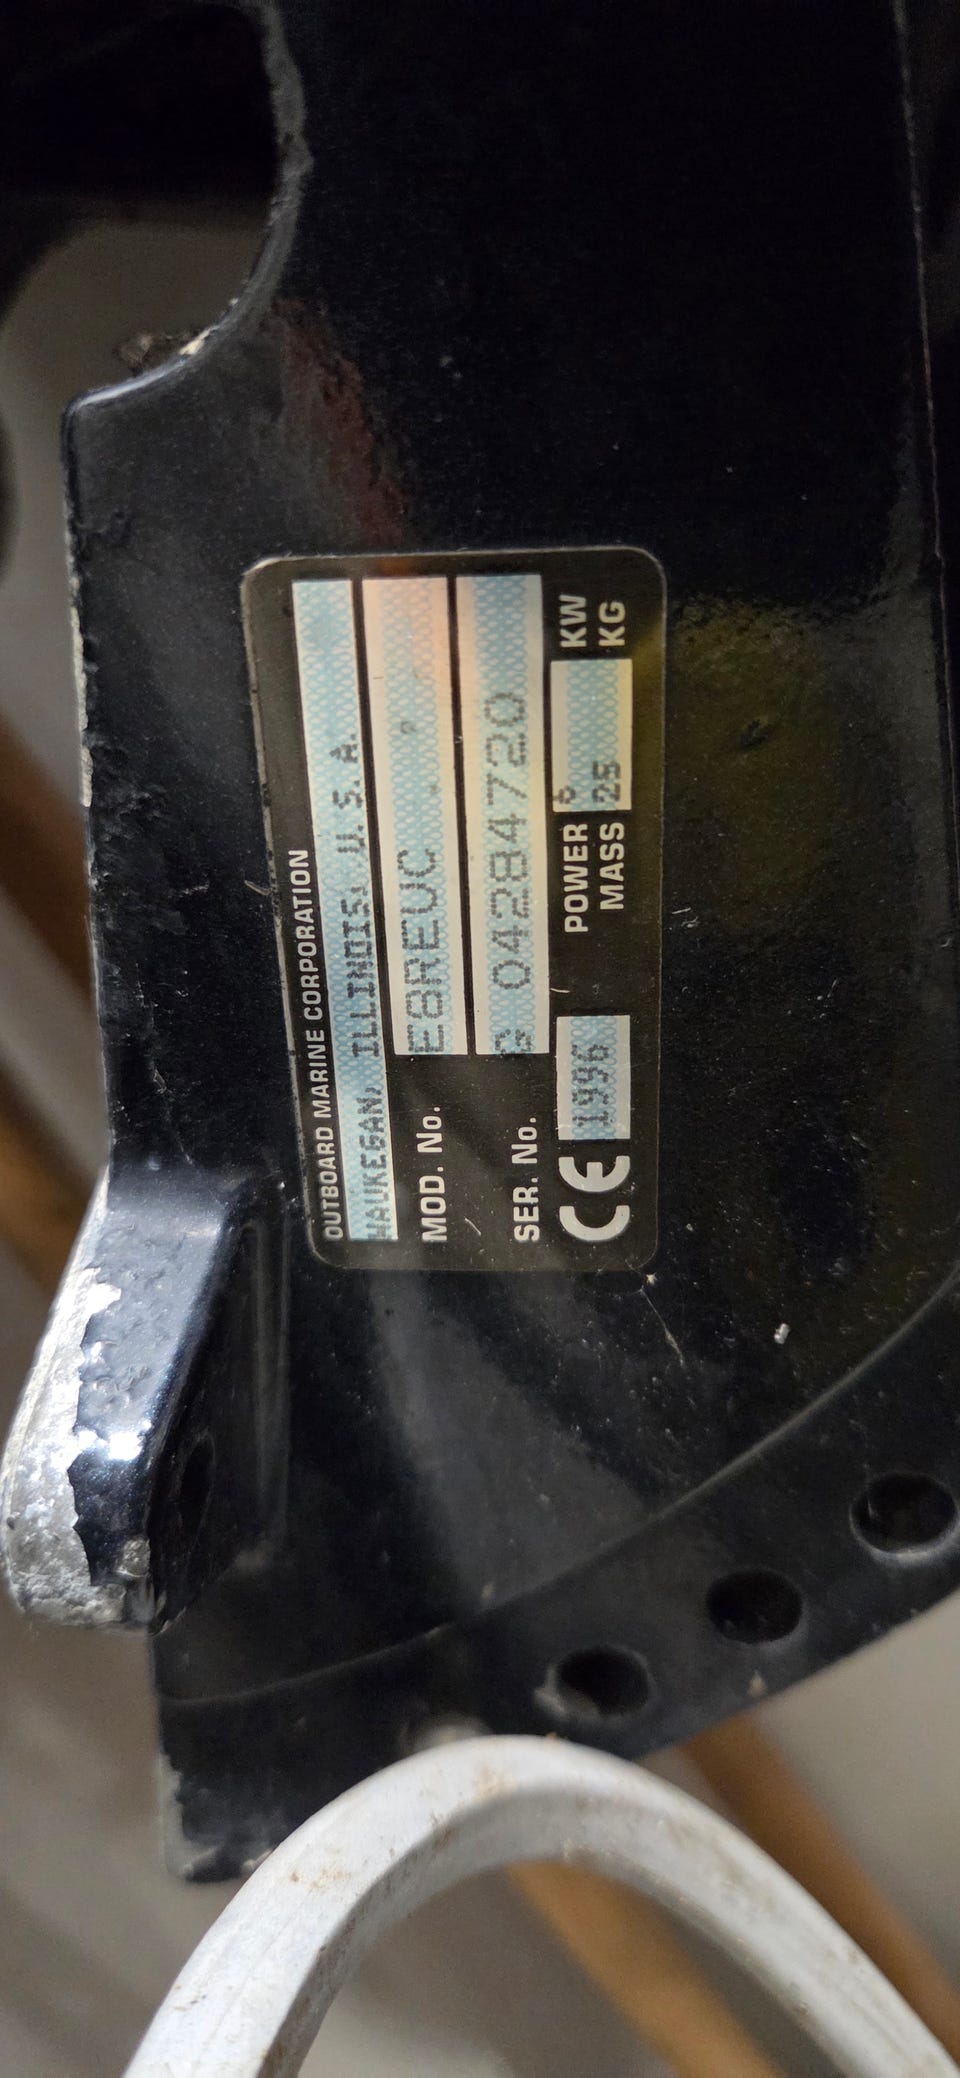 OUTBOARD MARINE CORPORATION
WAUKEGAN, ILLINOIS, U.S.A.
MOD. No. E8REUC
SER. No. G 04284720
CE 1996 POWER 6 KW
MASS 25 KG